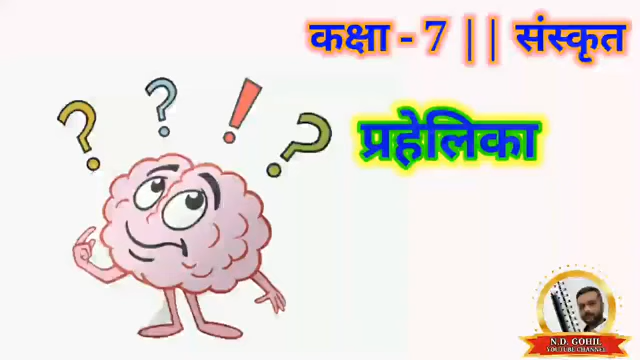 कक्षा - 7 || संस्कृत
प्रहेलिका
N.D. GOHIL
YOUTUBE CHANNEL